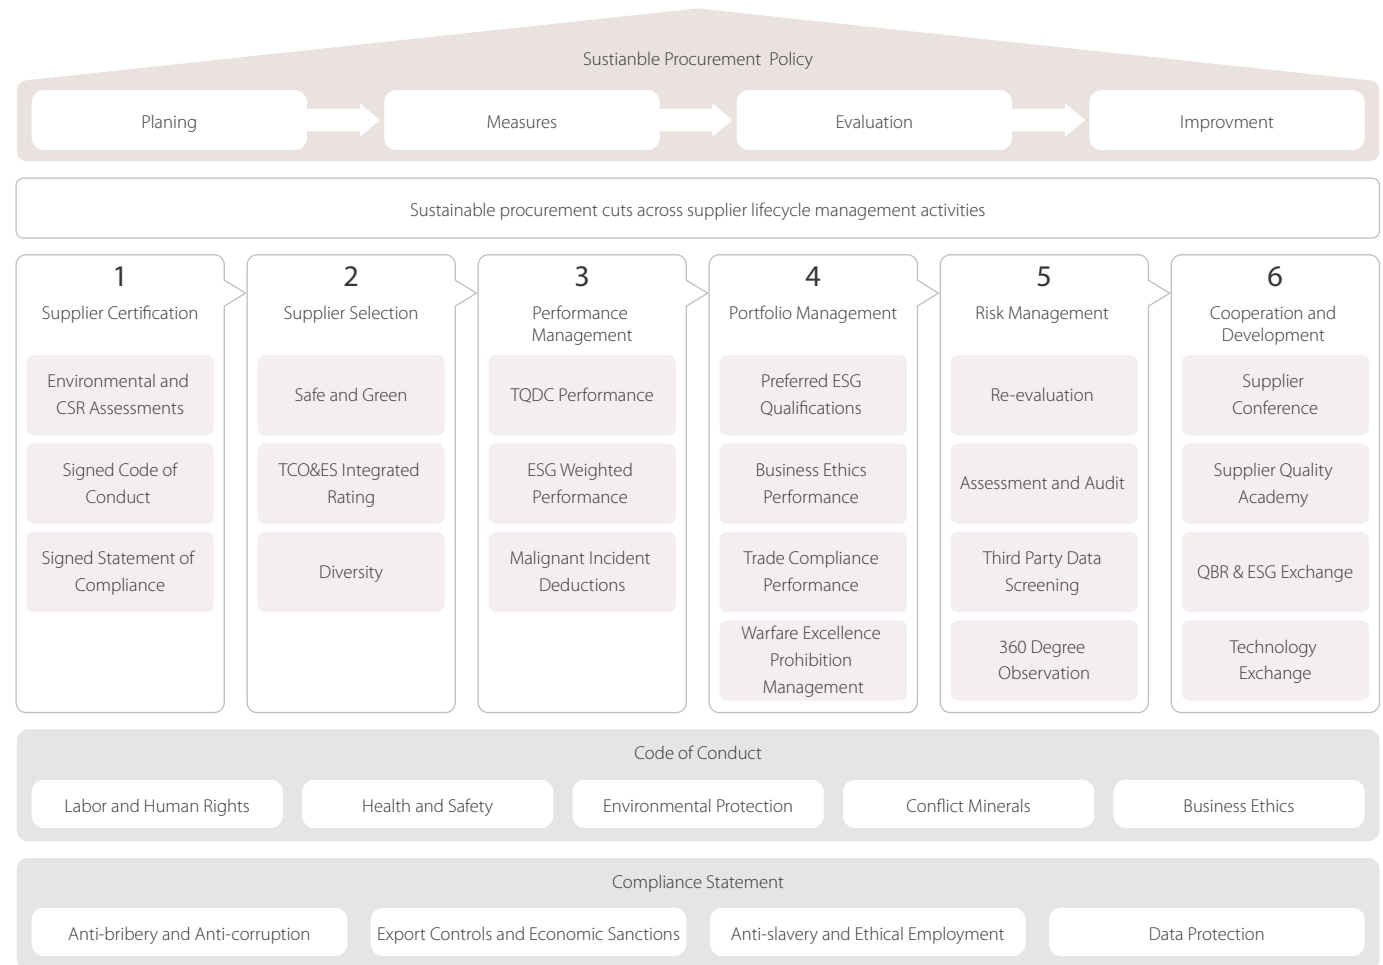 Sustianble Procurement Policy
Planing
Measures
Evaluation
Improvment
Sustainable procurement cuts across supplier lifecycle management activities
1
Supplier Certification
Environmental and
CSR Assessments
Signed Code of
Conduct
Signed Statement of
Compliance
2
Supplier Selection
Safe and Green
TCO&ES Integrated
Rating
Diversity
3
Performance
Management
TQDC Performance
ESG Weighted
Performance
Malignant Incident
Deductions
4
Portfolio Management
Preferred ESG
Qualifications
Business Ethics
Performance
Trade Compliance
Performance
Warfare Excellence
Prohibition
Management
5
Risk Management
Re-evaluation
Assessment and Audit
Third Party Data
Screening
360 Degree
Observation
6
Cooperation and
Development
Supplier
Conference
Supplier Quality
Academy
QBR & ESG Exchange
Technology
Exchange
Code of Conduct
Labor and Human Rights
Health and Safety
Environmental Protection
Conflict Minerals
Business Ethics
Compliance Statement
Anti-bribery and Anti-corruption
Export Controls and Economic Sanctions
Anti-slavery and Ethical Employment
Data Protection